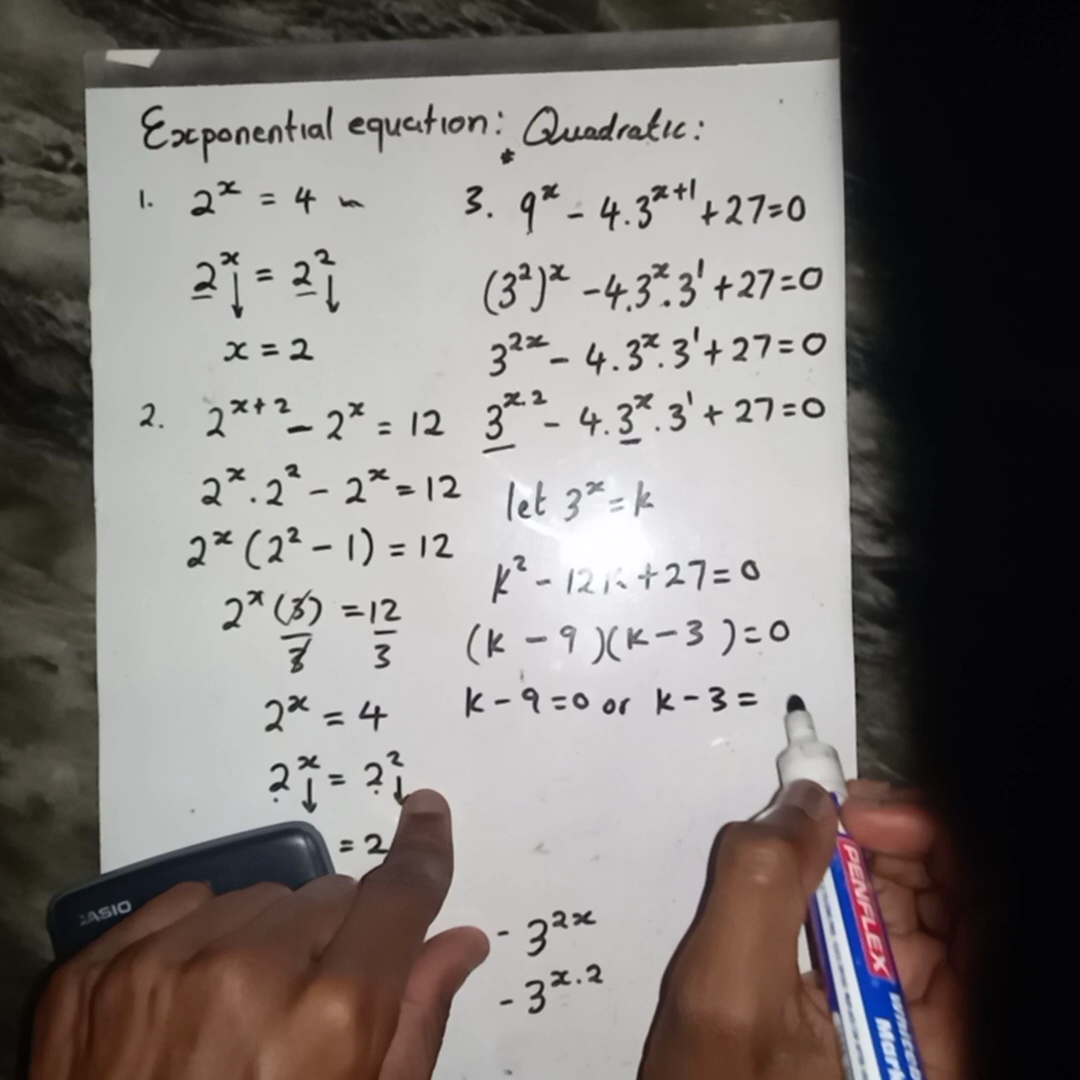 Exponential equation: * Quadratic:
1. 2^x = 4
2^x = 2^2
x = 2
2. 2^(x+2) - 2^x = 12
2^x . 2^2 - 2^x = 12
2^x (2^2 - 1) = 12
2^x (3) = 12
3 3
2^x = 4
2^x = 2^2
= 2
3. 9^x - 4.3^(x+1) + 27 = 0
(3^2)^x - 4.3^x . 3^1 + 27 = 0
3^(2x) - 4.3^x . 3^1 + 27 = 0
3^(x.2) - 4.3^x . 3^1 + 27 = 0
let 3^x = k
k^2 - 12k + 27 = 0
(k - 9)(k - 3) = 0
k - 9 = 0 or k - 3 =
- 3^(2x)
- 3^(x.2)
CASIO
PENFLEX